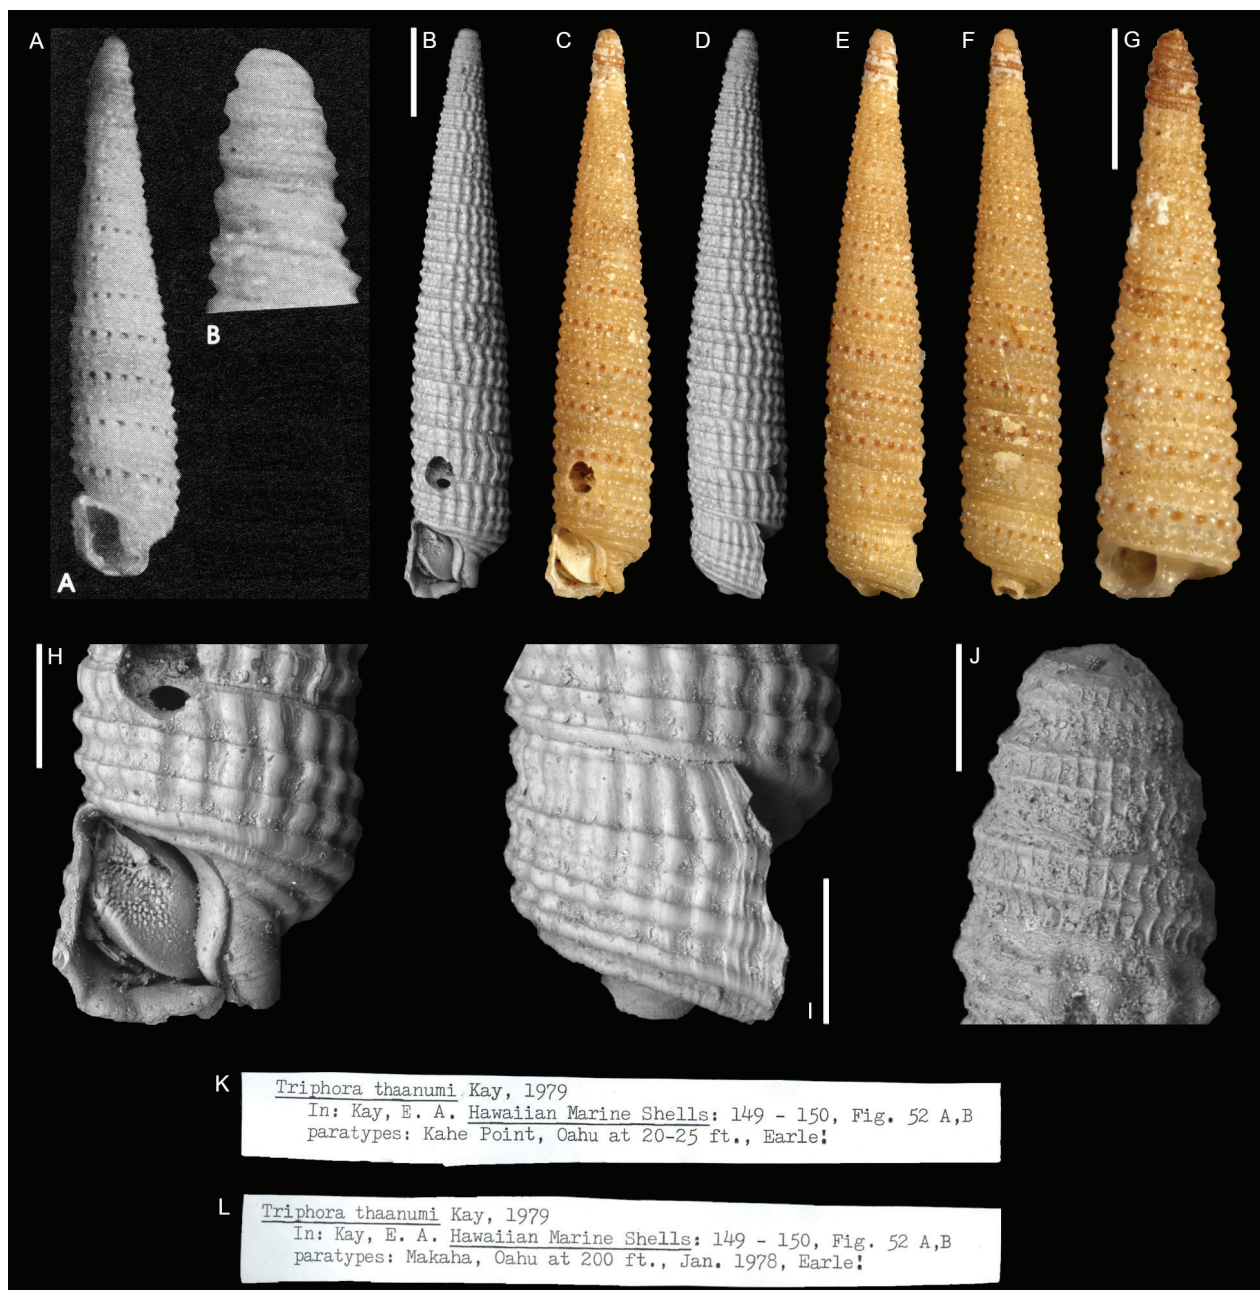 A
B
A
B
C
D
E
F
G
H
I
J
K
Triphora thaanumi Kay, 1979
In: Kay, E. A. Hawaiian Marine Shells: 149 - 150, Fig. 52 A,B
paratypes: Kahe Point, Oahu at 20-25 ft., Earle!
L
Triphora thaanumi Kay, 1979
In: Kay, E. A. Hawaiian Marine Shells: 149 - 150, Fig. 52 A,B
paratypes: Makaha, Oahu at 200 ft., Jan. 1978, Earle!